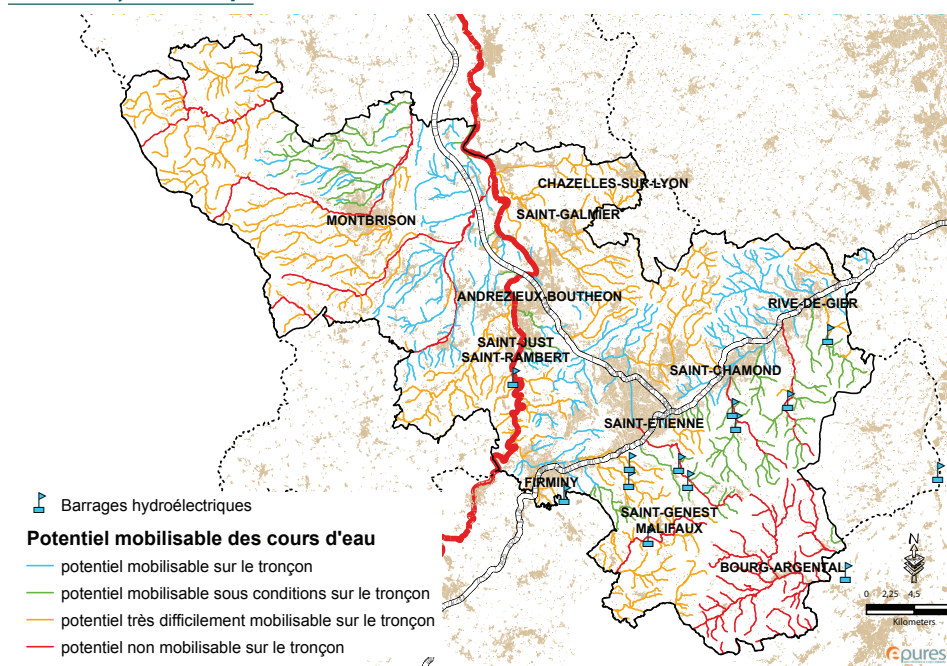 CHAZELLES-SUR-LYON
SAINT-GALMIER
MONTBRISON
ANDREZIEUX-BOUTHEON
RIVE-DE-GIER
SAINT-JUST
SAINT-RAMBERT
SAINT-CHAMOND
SAINT-ETIENNE
FIRMINY
SAINT-GENEST
MALIFAUX
BOURG-ARGENTAL
Barrages hydroélectriques
Potentiel mobilisable des cours d'eau
potentiel mobilisable sur le tronçon
potentiel mobilisable sous conditions sur le tronçon
potentiel très difficilement mobilisable sur le tronçon
potentiel non mobilisable sur le tronçon
N
0 2,25 4,5
Kilometers
epures